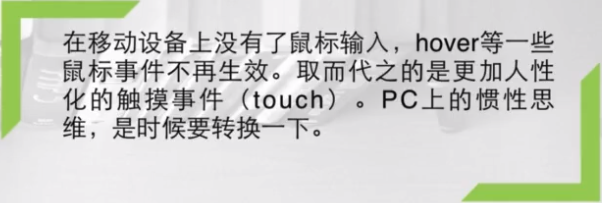 在移动设备上没有了鼠标输入，hover等一些
鼠标事件不再生效。取而代之的是更加人性
化的触摸事件（touch）。PC上的惯性思
维，是时候要转换一下。